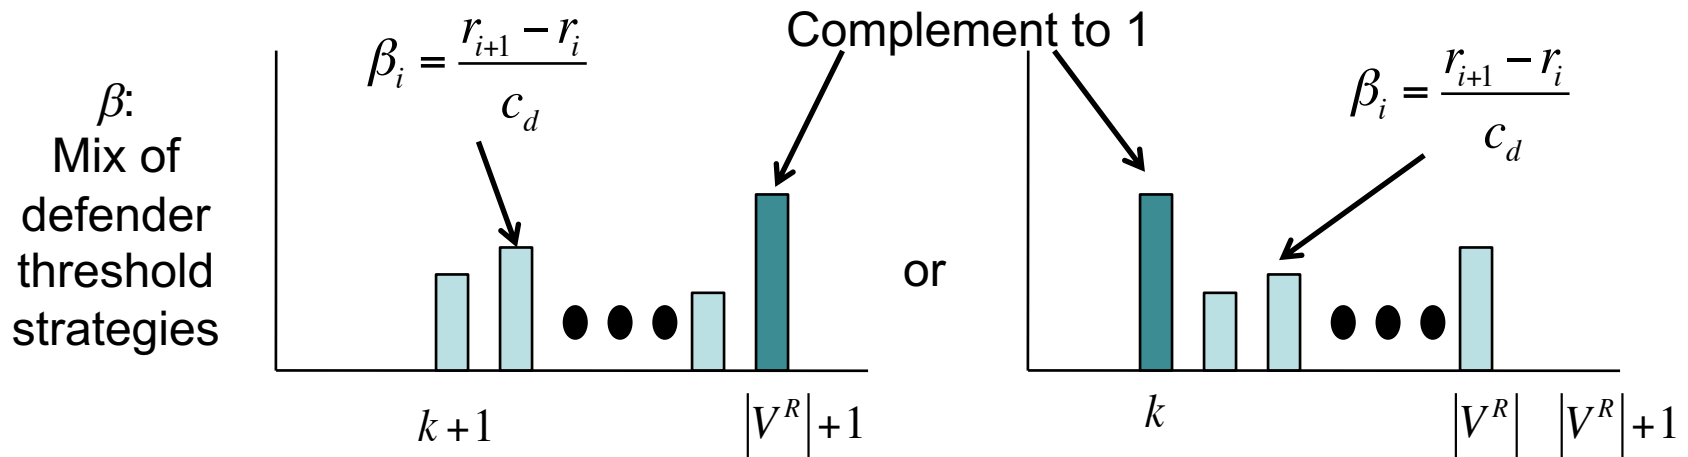 β:
Mix of
defender
threshold
strategies
β_i = (r_{i+1} − r_i) / c_d
Complement to 1
β_i = (r_{i+1} − r_i) / c_d
or
k+1
|V^R|+1
k
|V^R|
|V^R|+1